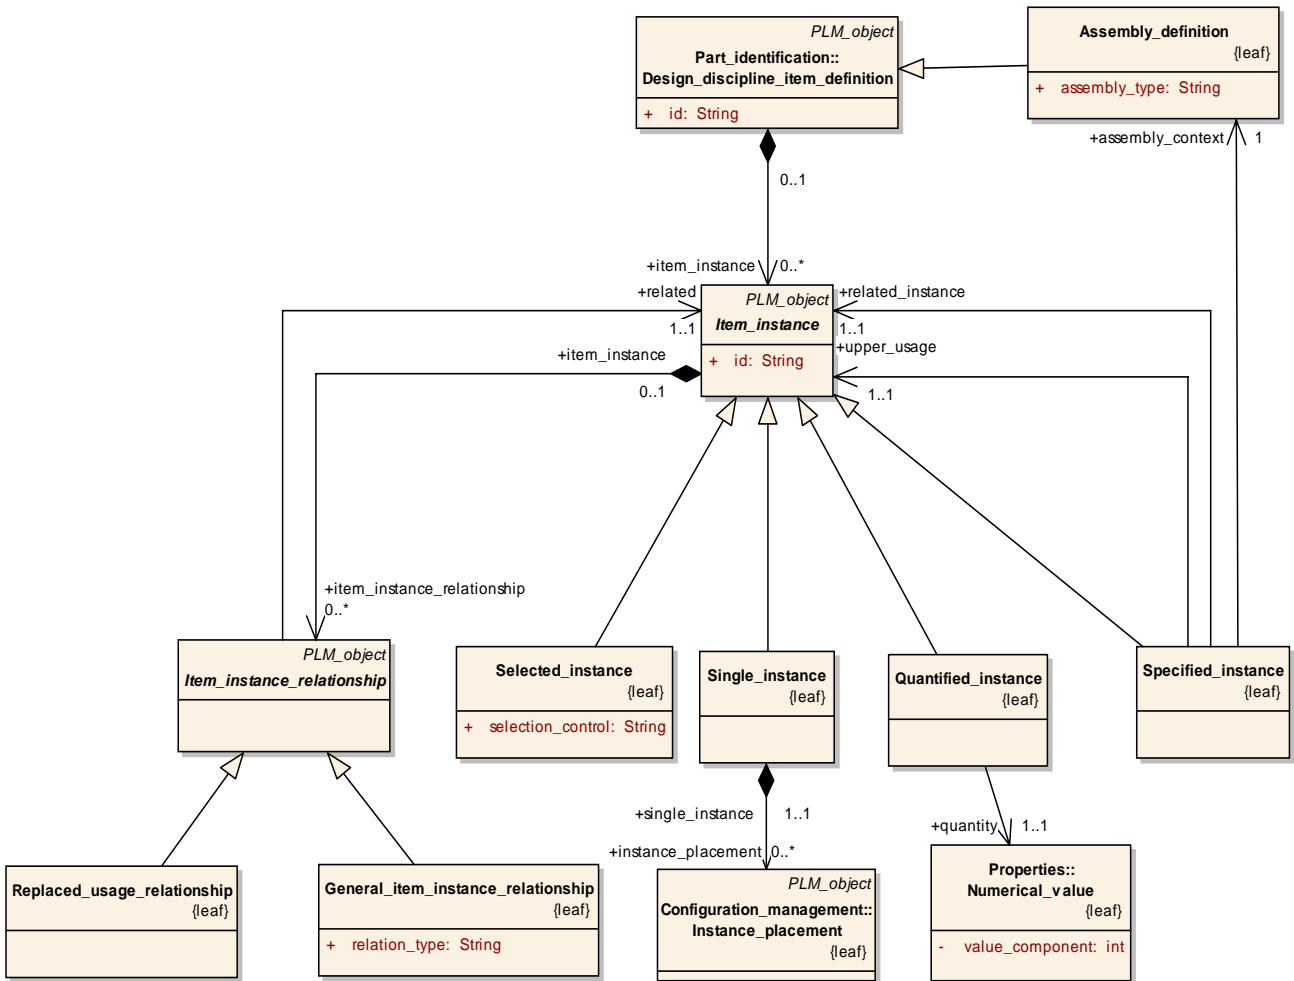 PLM_object
Part_identification::
Design_discipline_item_definition
+ id: String
Assembly_definition
{leaf}
+ assembly_type: String
+assembly_context
1
0..1
+item_instance
0..*
+related
1..1
PLM_object
Item_instance
+ id: String
+related_instance
1..1
+upper_usage
1..1
+item_instance
0..1
+item_instance_relationship
0..*
PLM_object
Item_instance_relationship
Selected_instance
{leaf}
+ selection_control: String
Single_instance
{leaf}
Quantified_instance
{leaf}
Specified_instance
{leaf}
+single_instance
1..1
+instance_placement
0..*
+quantity
1..1
Replaced_usage_relationship
{leaf}
General_item_instance_relationship
{leaf}
+ relation_type: String
PLM_object
Configuration_management::
Instance_placement
{leaf}
Properties::
Numerical_value
{leaf}
- value_component: int